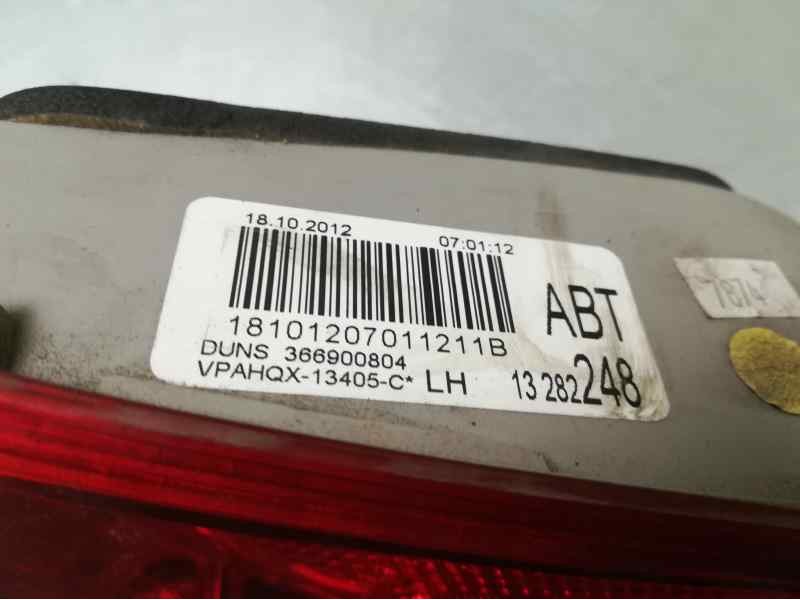 18.10.2012 07:01:12
18101207011211B
ABT
DUNS 366900804
VPAHQX-13405-C* LH 13 282 248
7874